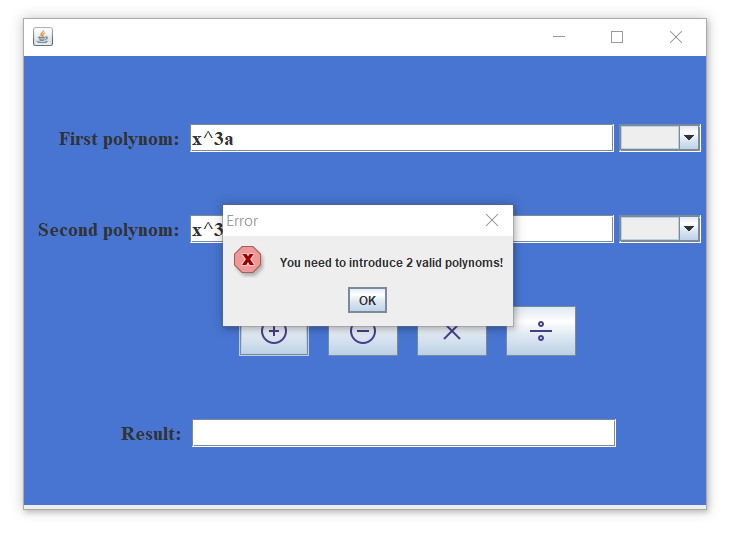 First polynom: x^3a
Error
Second polynom: x^3
You need to introduce 2 valid polynoms!
OK
Result: